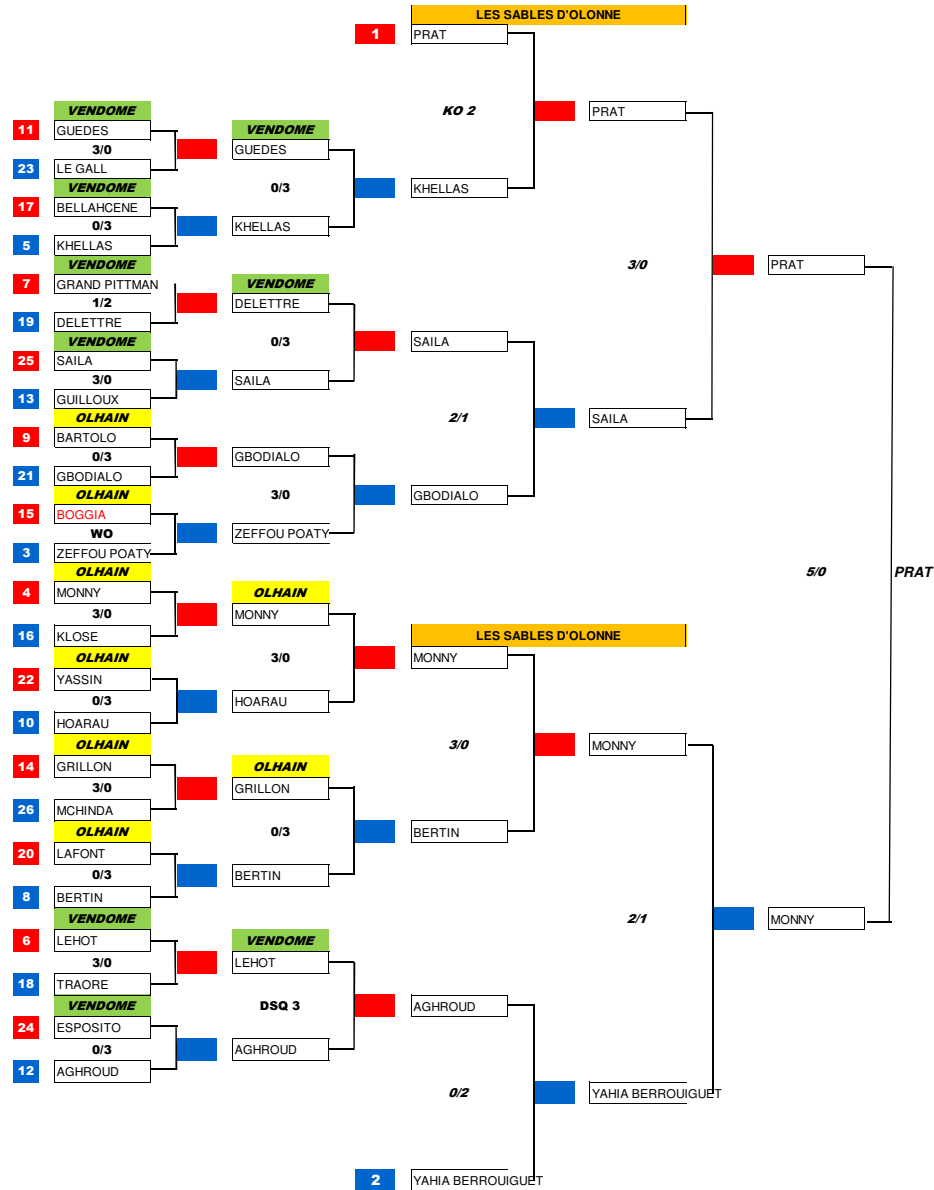 LES SABLES D'OLONNE
1 PRAT
KO 2 PRAT
VENDOME
11 GUEDES VENDOME
3/0 GUEDES
23 LE GALL
VENDOME 0/3 KHELLAS
17 BELLAHCENE
0/3 KHELLAS
5 KHELLAS
VENDOME 3/0 PRAT
7 GRAND PITTMAN VENDOME
1/2 DELETTRE
19 DELETTRE
VENDOME 0/3 SAILA
25 SAILA
3/0 SAILA
13 GUILLOUX
OLHAIN 2/1 SAILA
9 BARTOLO
0/3 GBODIALO
21 GBODIALO
OLHAIN 3/0 GBODIALO
15 BOGGIA
WO ZEFFOU POATY
3 ZEFFOU POATY
OLHAIN 5/0 PRAT
4 MONNY OLHAIN
3/0 MONNY
16 KLOSE LES SABLES D'OLONNE
OLHAIN 3/0 MONNY
22 YASSIN
0/3 HOARAU
10 HOARAU
OLHAIN 3/0 MONNY
14 GRILLON OLHAIN
3/0 GRILLON
26 MCHINDA
OLHAIN 0/3 BERTIN
20 LAFONT
0/3 BERTIN
8 BERTIN
VENDOME 2/1 MONNY
6 LEHOT VENDOME
3/0 LEHOT
18 TRAORE
VENDOME DSQ 3 AGHROUD
24 ESPOSITO
0/3 AGHROUD
12 AGHROUD
0/2 YAHIA BERROUIGUET
2 YAHIA BERROUIGUET